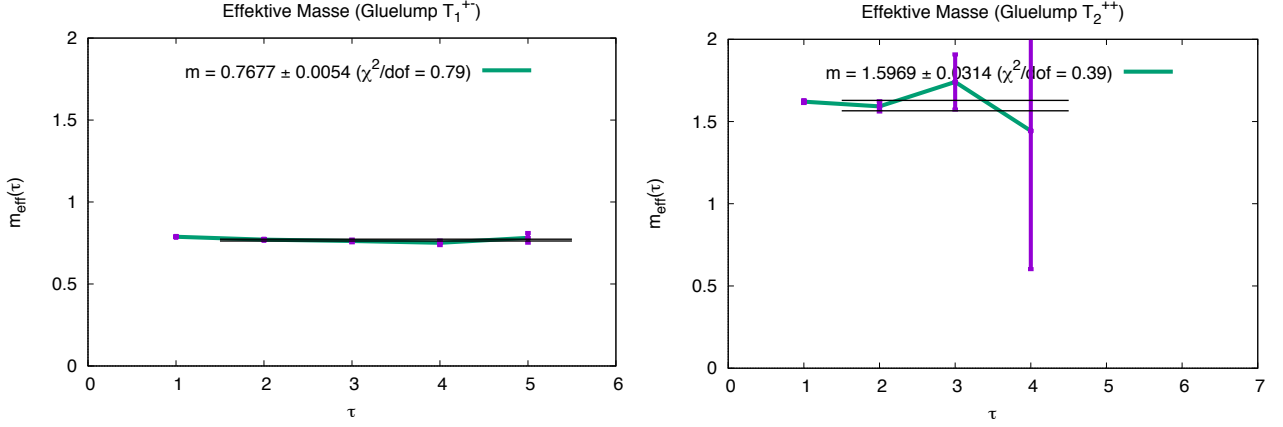 Effektive Masse (Gluelump T₁⁺⁻)
m = 0.7677 ± 0.0054 (χ²/dof = 0.79)
m_eff(τ)
2
1.5
1
0.5
0
0 1 2 3 4 5 6
τ
Effektive Masse (Gluelump T₂⁺⁺)
m = 1.5969 ± 0.0314 (χ²/dof = 0.39)
m_eff(τ)
2
1.5
1
0.5
0
0 1 2 3 4 5 6 7
τ